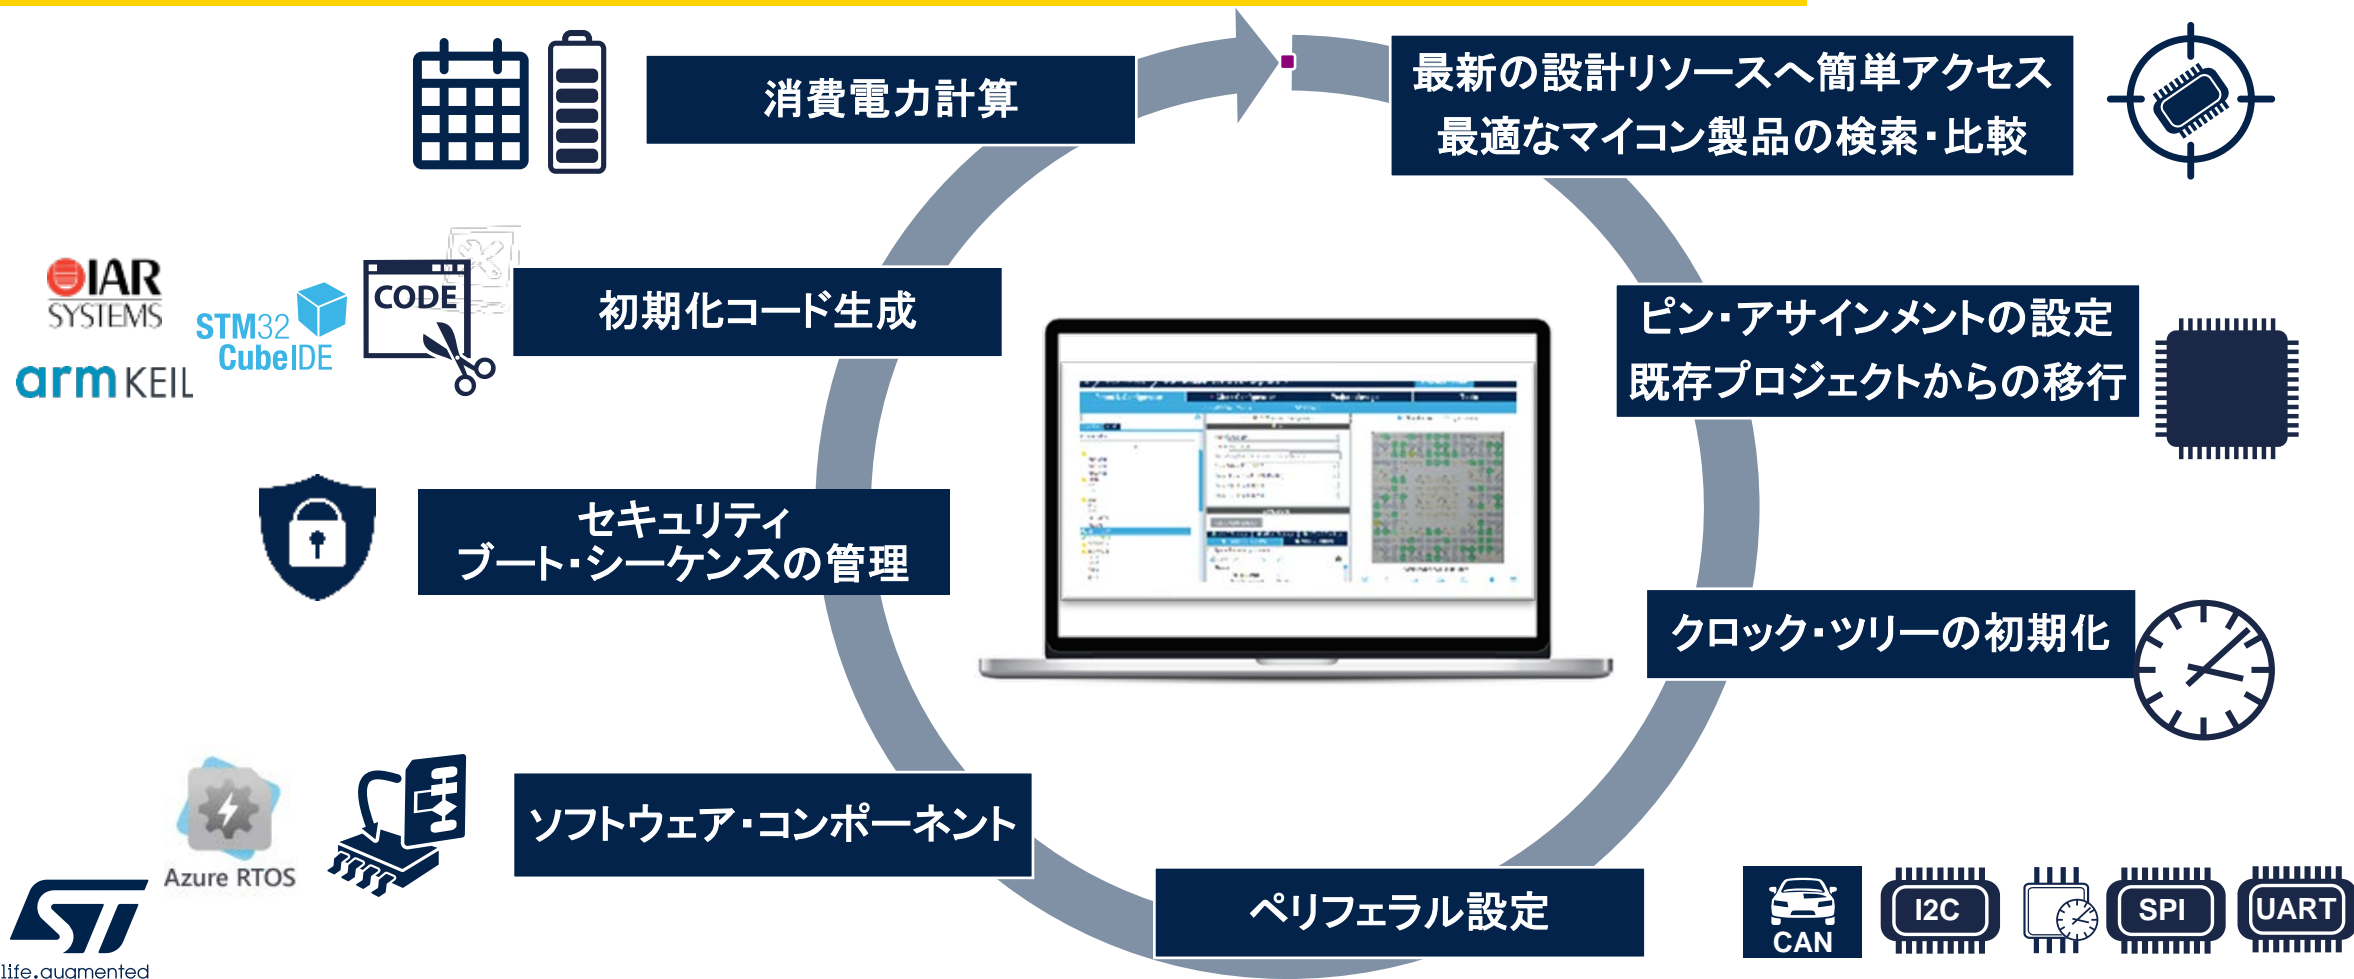 消費電力計算
最新の設計リソースへ簡単アクセス
最適なマイコン製品の検索・比較
IAR
SYSTEMS
STM32
CubeIDE
arm KEIL
CODE
初期化コード生成
ピン・アサインメントの設定
既存プロジェクトからの移行
セキュリティ
ブート・シーケンスの管理
クロック・ツリーの初期化
Azure RTOS
ソフトウェア・コンポーネント
ペリフェラル設定
CAN
I2C
SPI
UART
ST
life.augmented